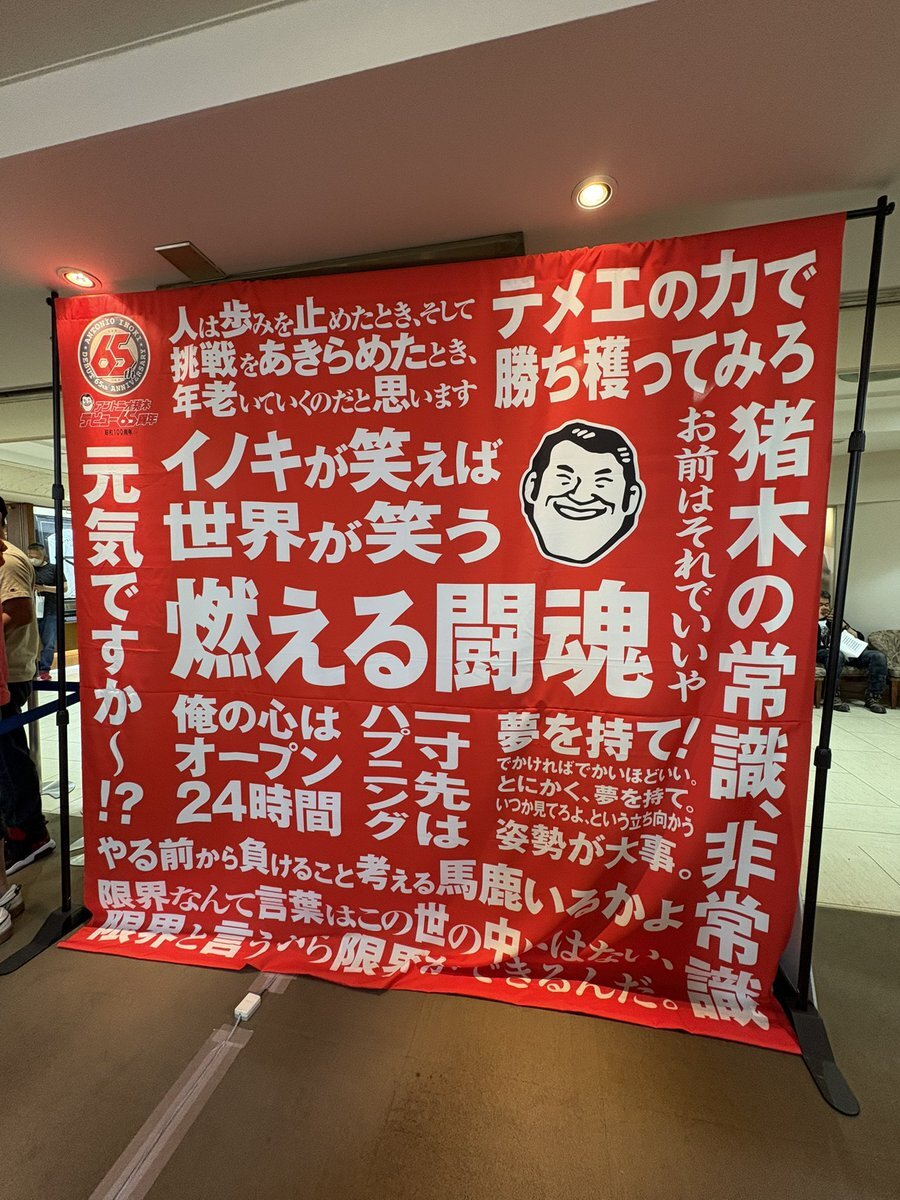 ANTONIO INOKI
65th
DEBUT 65th ANNIVERSARY
アントニオ猪木
デビュー65周年
人は歩みを止めたとき、そして
挑戦をあきらめたとき、
年老いていくのだと思います
テメエの力で
勝ち獲ってみろ
元気ですか〜!?
イノキが笑えば
世界が笑う
お前はそれでいいや
猪木の常識、非常識
燃える闘魂
俺の心は
オープン
24時間
一寸先は
ハプニング
夢を持て!
でかければでかいほどいい。
とにかく、夢を持て。
いつか見てろよ、という立ち向かう
姿勢が大事。
やる前から負けること考える馬鹿いるかよ
限界なんて言葉はこの世の中にはない、
限界と言うから限界ができるんだ。